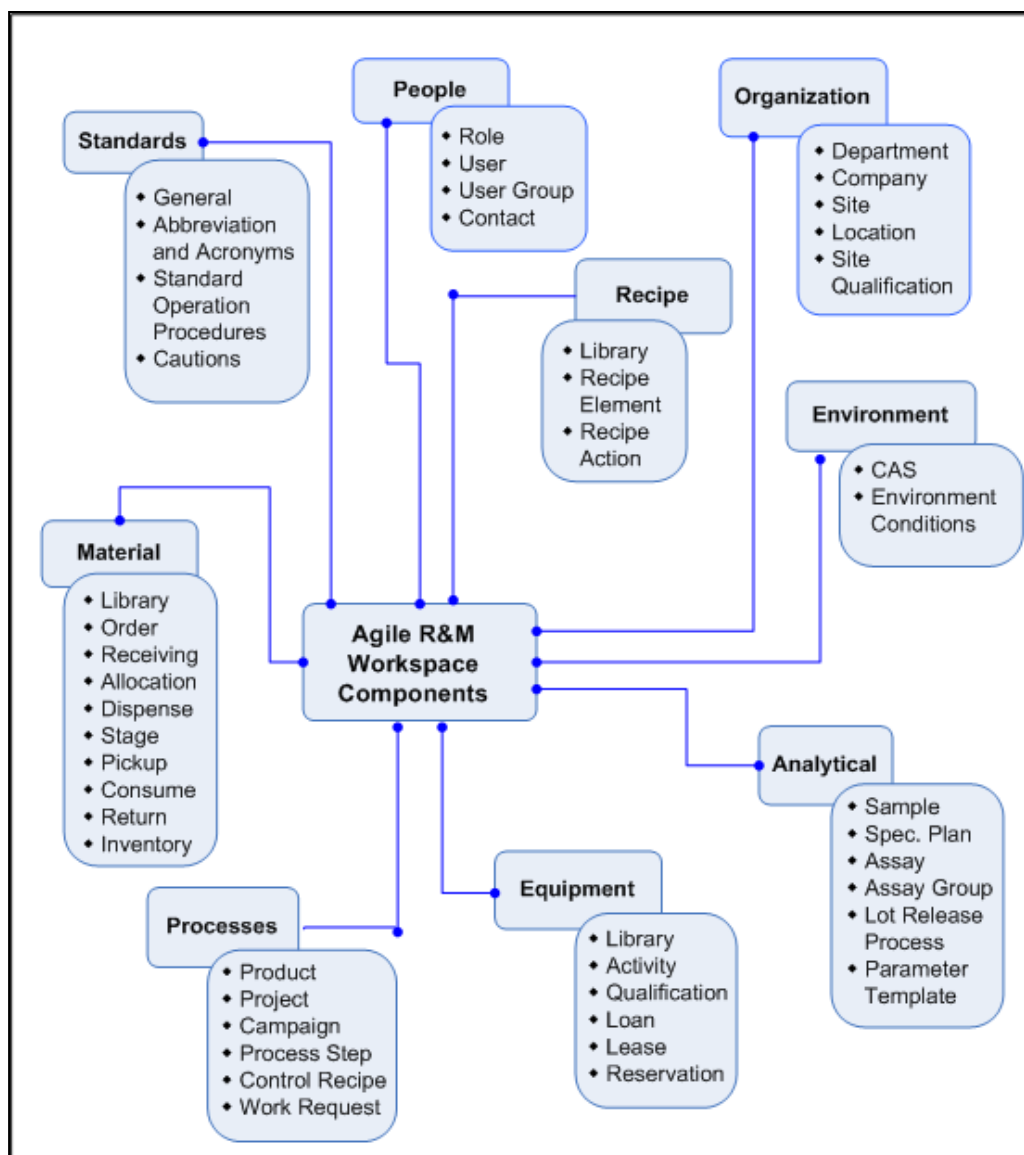 People
Role
User
User Group
Contact
Organization
Department
Company
Site
Location
Site
Qualification
Standards
General
Abbreviation
and Acronyms
Standard
Operation
Procedures
Cautions
Recipe
Library
Recipe
Element
Recipe
Action
Environment
CAS
Environment
Conditions
Material
Library
Order
Receiving
Allocation
Dispense
Stage
Pickup
Consume
Return
Inventory
Agile R&M
Workspace
Components
Analytical
Sample
Spec. Plan
Assay
Assay Group
Lot Release
Process
Parameter
Template
Processes
Product
Project
Campaign
Process Step
Control Recipe
Work Request
Equipment
Library
Activity
Qualification
Loan
Lease
Reservation